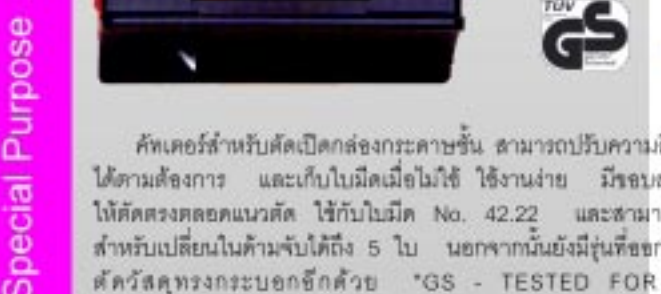 Special Purpose
TÜV
GS
คัทเตอร์สำหรับตัดเปิดกล่องกระดาษชั้น สามารถปรับความ
ได้ตามต้องการ และเก็บใบมีดเมื่อไม่ใช้ ใช้งานง่าย มีขอบ
ให้ตัดตรงตลอดแนวตัด ใช้กับใบมีด No. 42.22 และสามา
สำหรับเปลี่ยนในด้ามจับได้ถึง 5 ใบ นอกจากนั้นยังมีรุ่นที่ออก
ตัดวัสดุทรงกระบอกอีกด้วย "GS - TESTED FOR